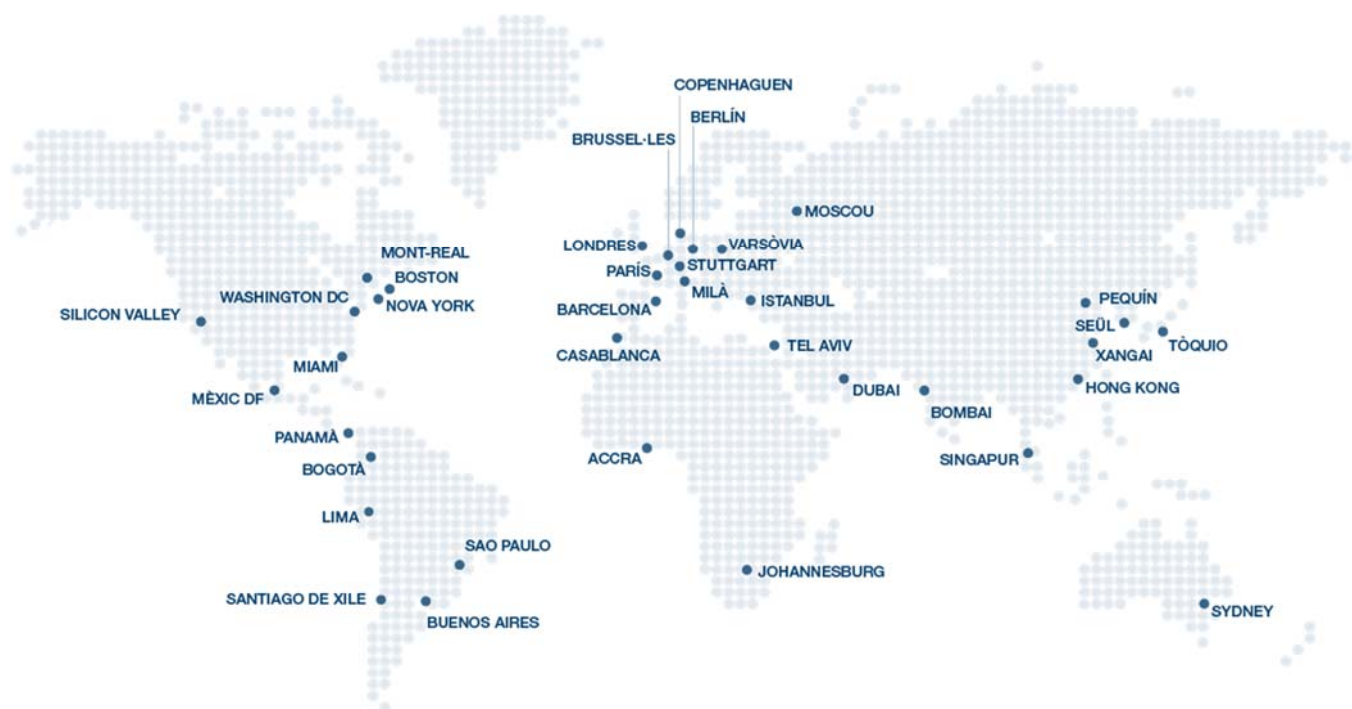 COPENHAGUEN
BERLÍN
BRUSSEL·LES
MOSCOU
LONDRES
VARSÒVIA
MONT-REAL
STUTTGART
PARÍS
BOSTON
MILÀ
WASHINGTON DC
NOVA YORK
ISTANBUL
PEQUÍN
BARCELONA
SILICON VALLEY
SEÜL
TÒQUIO
CASABLANCA
TEL AVIV
XANGAI
MIAMI
DUBAI
HONG KONG
MÈXIC DF
BOMBAI
PANAMÀ
ACCRA
SINGAPUR
BOGOTÀ
LIMA
SAO PAULO
JOHANNESBURG
SANTIAGO DE XILE
SYDNEY
BUENOS AIRES